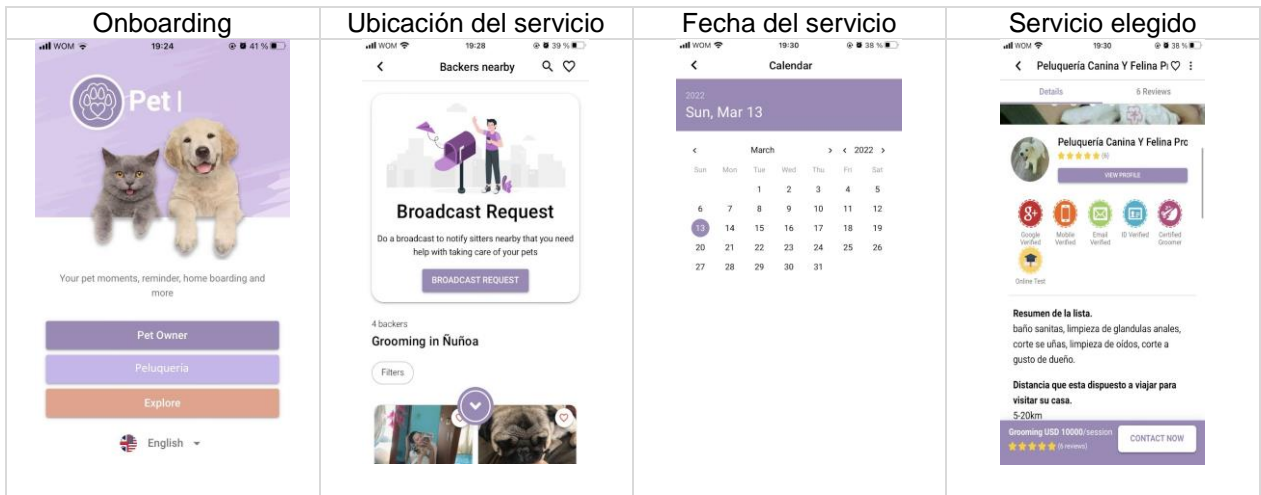 Onboarding
WOM 19:24 41 %
Pet
Your pet moments, reminder, home boarding and
more
Pet Owner
Peluquería
Explore
English
Ubicación del servicio
WOM 19:28 39 %
Backers nearby
Broadcast Request
Do a broadcast to notify sitters nearby that you need
help with taking care of your pets
BROADCAST REQUEST
4 backers
Grooming in Ñuñoa
Filters
Fecha del servicio
WOM 19:30 38 %
Calendar
2022
Sun, Mar 13
March 2022
Sun Mon Tue Wed Thu Fri Sat
1 2 3 4 5
6 7 8 9 10 11 12
13 14 15 16 17 18 19
20 21 22 23 24 25 26
27 28 29 30 31
Servicio elegido
WOM 19:30 38 %
Peluquería Canina Y Felina P
Details 6 Reviews
Peluquería Canina Y Felina Prc
(6)
VIEW PROFILE
8+
Google Mobile Email ID Verified Certified
Verified Verified Verified Groomer
Online Test
Resumen de la lista.
baño sanitas, limpieza de glandulas anales,
corte se uñas, limpieza de oídos, corte a
gusto de dueño.
Distancia que esta dispuesto a viajar para
visitar su casa.
5-20km
Grooming USD 10000/session
(6 reviews)
CONTACT NOW